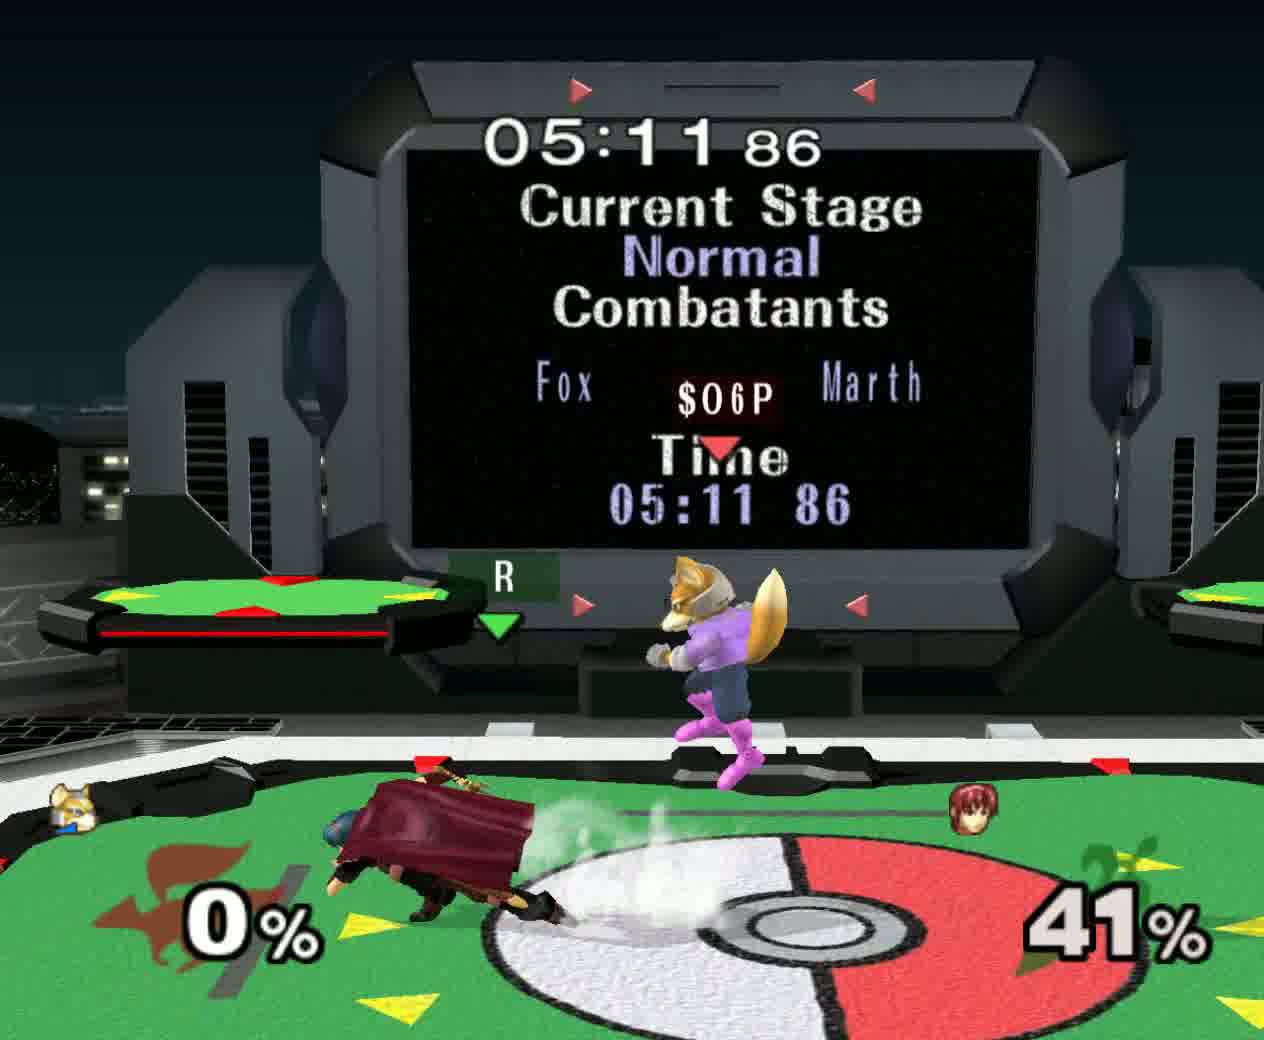 05:11 86
Current Stage
Normal
Combatants
Fox $06P Marth
Time
05:11 86
R
0% 41%